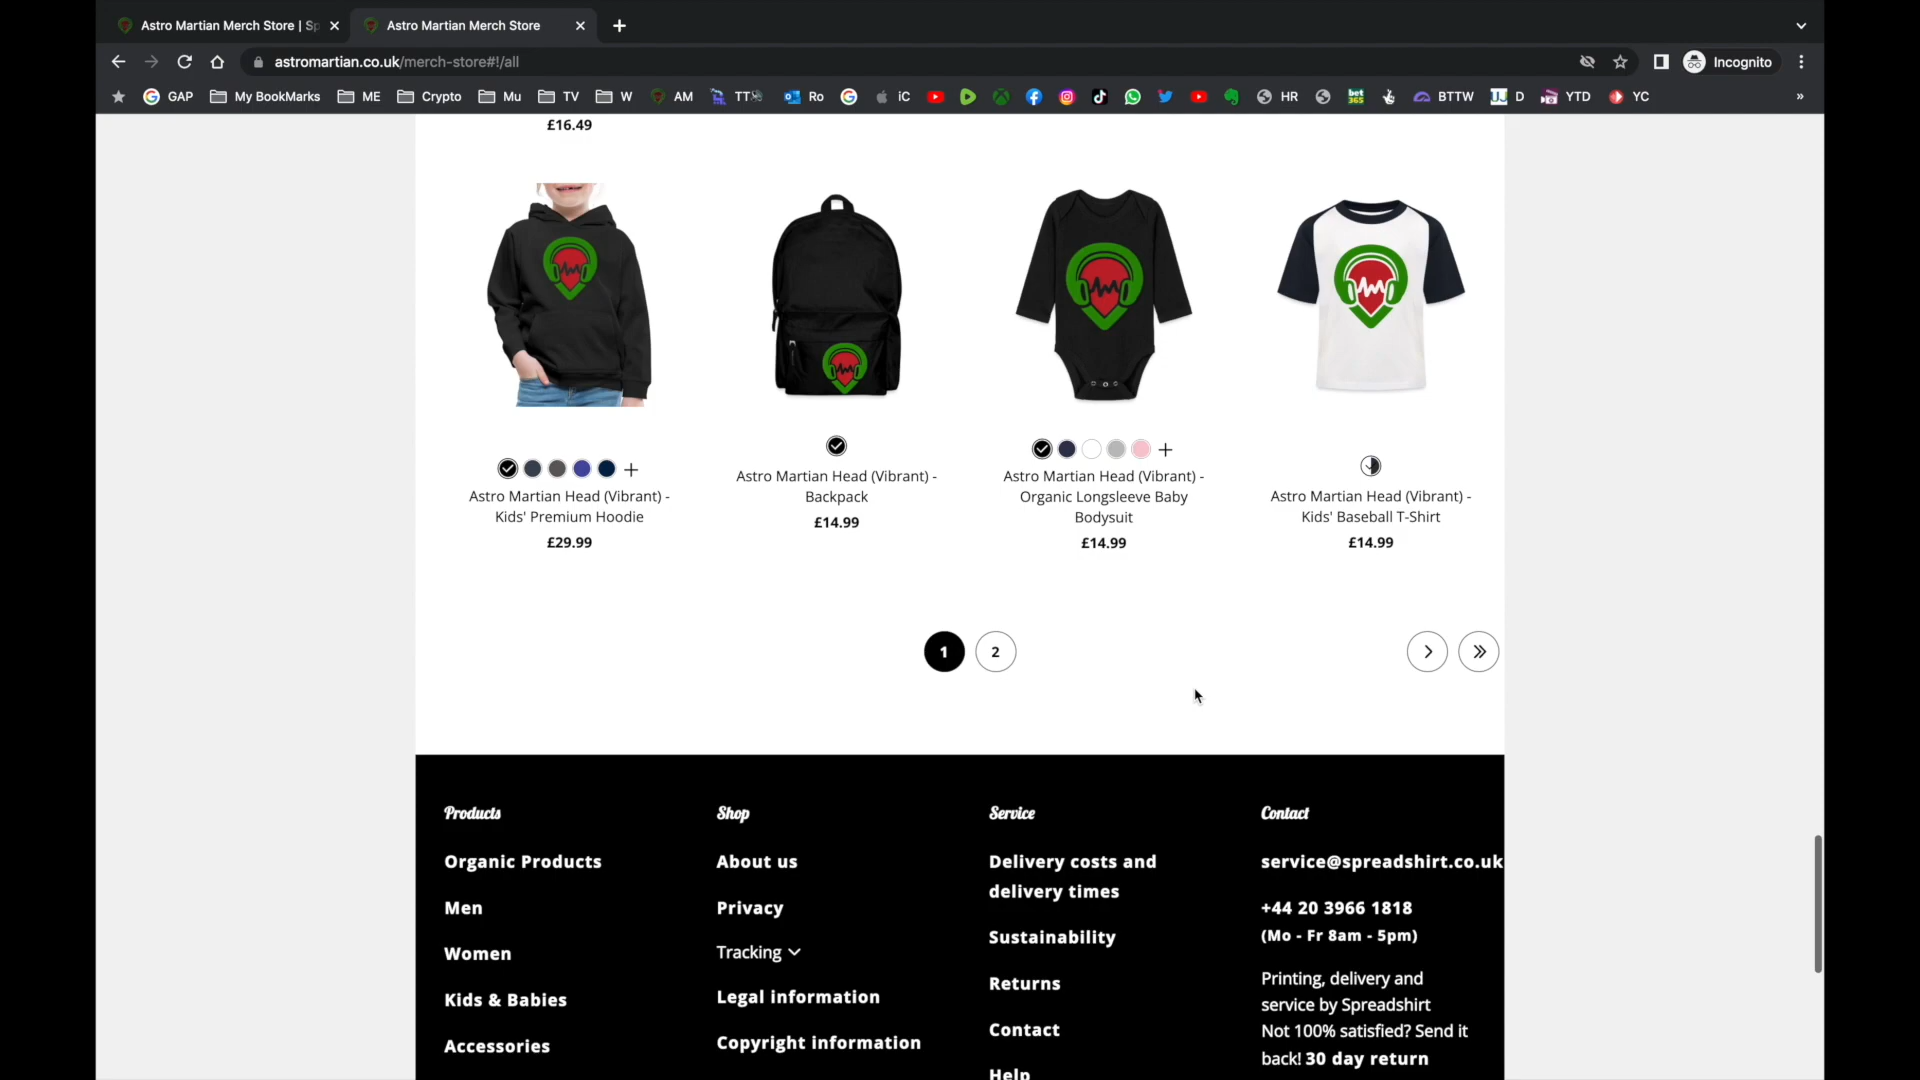 Astro Martian Merch Store | Sp
Astro Martian Merch Store
astromartian.co.uk/merch-store#!/all
Incognito
GAP My BookMarks ME Crypto Mu TV W AM TT Ro iC HR bet365 BTTW JJ D YTD YC
£16.49
Astro Martian Head (Vibrant) -
Kids' Premium Hoodie
£29.99
Astro Martian Head (Vibrant) -
Backpack
£14.99
Astro Martian Head (Vibrant) -
Organic Longsleeve Baby
Bodysuit
£14.99
Astro Martian Head (Vibrant) -
Kids' Baseball T-Shirt
£14.99
1 2
Products
Organic Products
Men
Women
Kids & Babies
Accessories
Shop
About us
Privacy
Tracking
Legal information
Copyright information
Service
Delivery costs and
delivery times
Sustainability
Returns
Contact
Help
Contact
service@spreadshirt.co.uk
+44 20 3966 1818
(Mo - Fr 8am - 5pm)
Printing, delivery and
service by Spreadshirt
Not 100% satisfied? Send it
back! 30 day return